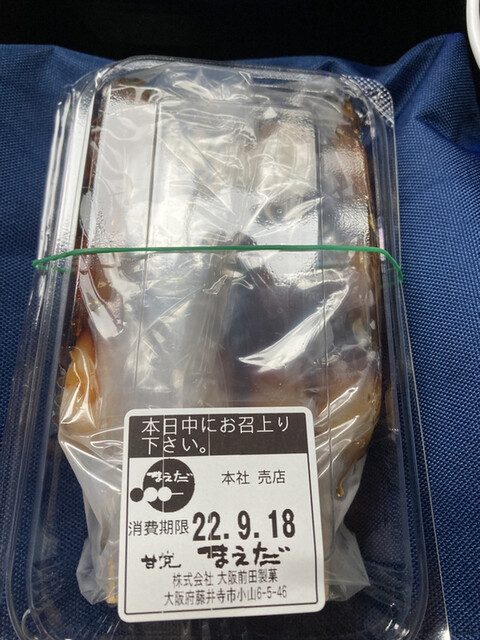 本日中にお召上り
下さい。
まえだ
本社 売店
消費期限 22.9.18
甘党 まえだ
株式会社 大阪前田製菓
大阪府藤井寺市小山6-5-46